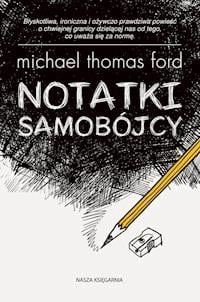 Błyskotliwa, ironiczna i ożywczo prawdziwa powieść
o chwiejnej granicy dzielącej nas od tego,
co uważa się za normę.
michael thomas ford
NOTATKI
SAMOBÓJCY
NASZA KSIĘGARNIA